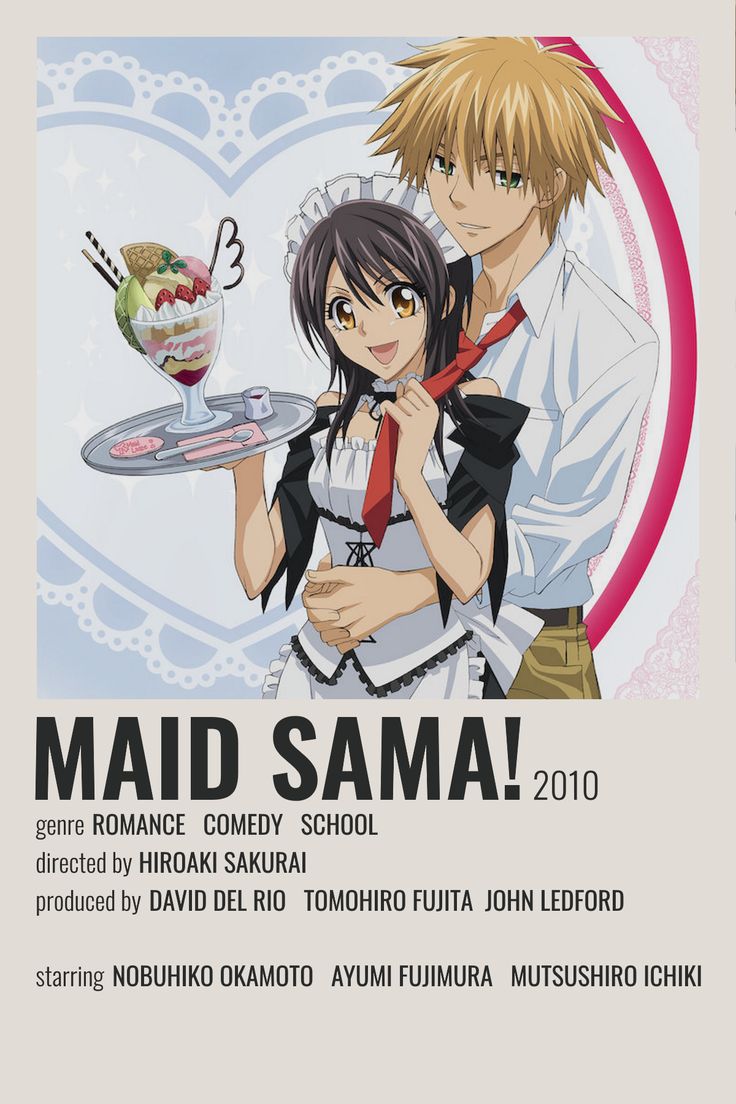 MAID SAMA! 2010
genre ROMANCE COMEDY SCHOOL
directed by HIROAKI SAKURAI
produced by DAVID DEL RIO TOMOHIRO FUJITA JOHN LEDFORD
starring NOBUHIKO OKAMOTO AYUMI FUJIMURA MUTSUSHIRO ICHIKI